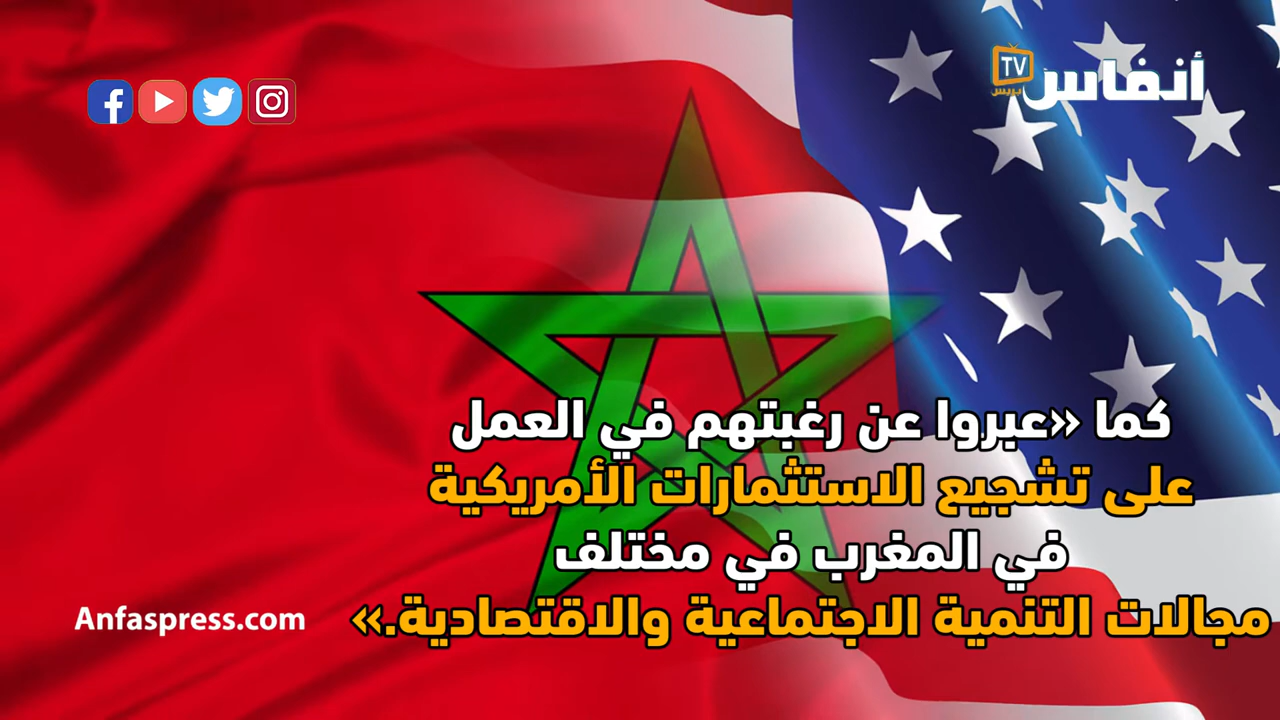 أنفاس
TV
بريس
كما «عبروا عن رغبتهم في العمل
على تشجيع الاستثمارات الأمريكية
في المغرب في مختلف
مجالات التنمية الاجتماعية والاقتصادية.»
Anfaspress.com